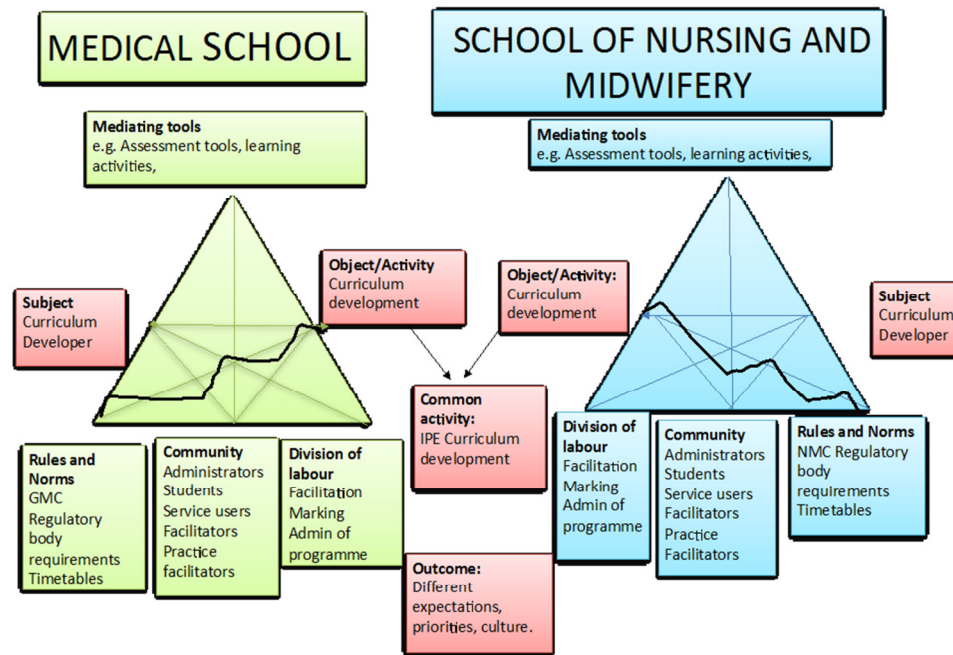 MEDICAL SCHOOL
SCHOOL OF NURSING AND
MIDWIFERY
Mediating tools
e.g. Assessment tools, learning
activities,
Mediating tools
e.g. Assessment tools, learning activities,
Subject
Curriculum
Developer
Object/Activity
Curriculum
development
Object/Activity:
Curriculum
development
Subject
Curriculum
Developer
Common
activity:
IPE Curriculum
development
Rules and
Norms
GMC
Regulatory
body
requirements
Timetables
Community
Administrators
Students
Service users
Facilitators
Practice
facilitators
Division of
labour
Facilitation
Marking
Admin of
programme
Outcome:
Different
expectations,
priorities, culture.
Division of
labour
Facilitation
Marking
Admin of
programme
Community
Administrators
Students
Service users
Facilitators
Practice
Facilitators
Rules and Norms
NMC Regulatory
body
requirements
Timetables